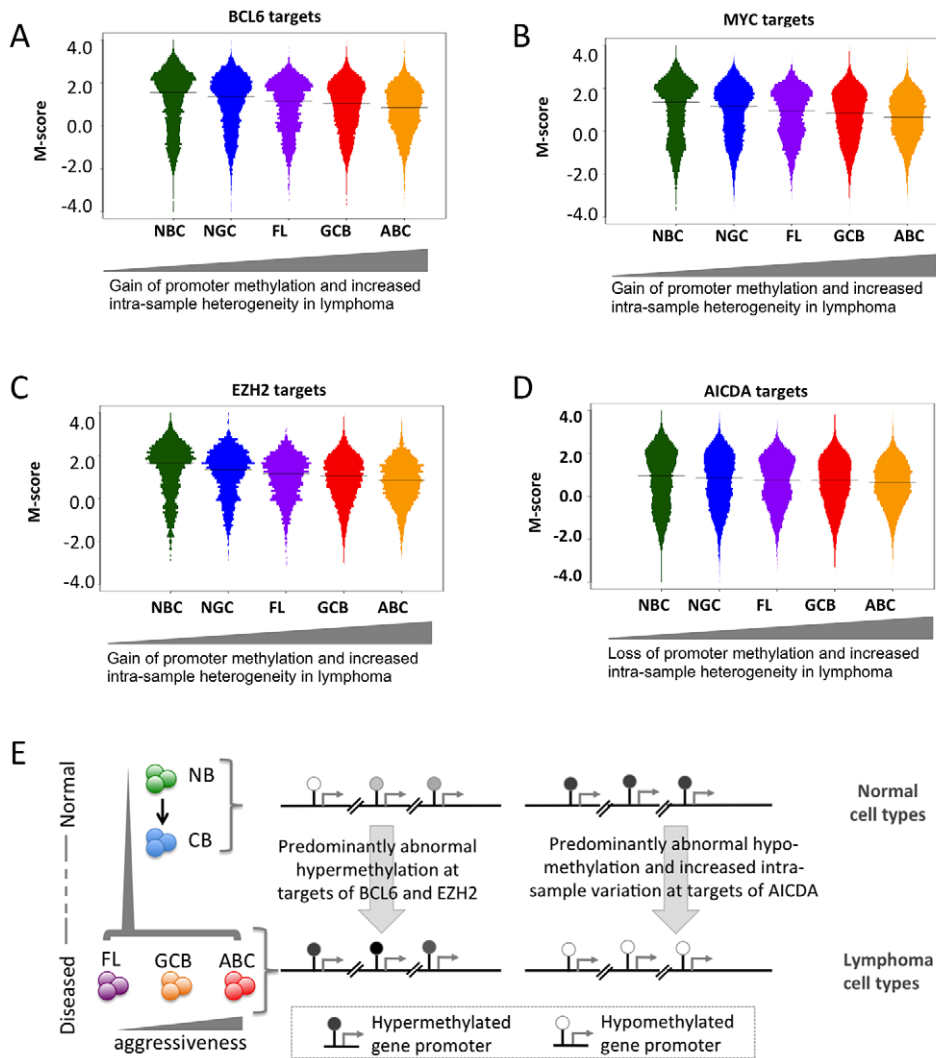 A
BCL6 targets
4.0
2.0
0.0
-2.0
-4.0
M-score
NBC NGC FL GCB ABC
Gain of promoter methylation and increased
intra-sample heterogeneity in lymphoma
B
MYC targets
4.0
2.0
0.0
-2.0
-4.0
M-score
NBC NGC FL GCB ABC
Gain of promoter methylation and increased
intra-sample heterogeneity in lymphoma
C
EZH2 targets
4.0
2.0
0.0
-2.0
-4.0
M-score
NBC NGC FL GCB ABC
Gain of promoter methylation and increased
intra-sample heterogeneity in lymphoma
D
AICDA targets
4.0
2.0
0.0
-2.0
-4.0
M-score
NBC NGC FL GCB ABC
Loss of promoter methylation and increased
intra-sample heterogeneity in lymphoma
E
Normal
Diseased
NB
CB
FL GCB ABC
aggressiveness
Predominantly abnormal
hypermethylation at
targets of BCL6 and EZH2
Predominantly abnormal hypo-
methylation and increased intra-
sample variation at targets of AICDA
Normal
cell types
Lymphoma
cell types
Hypermethylated
gene promoter
Hypomethylated
gene promoter